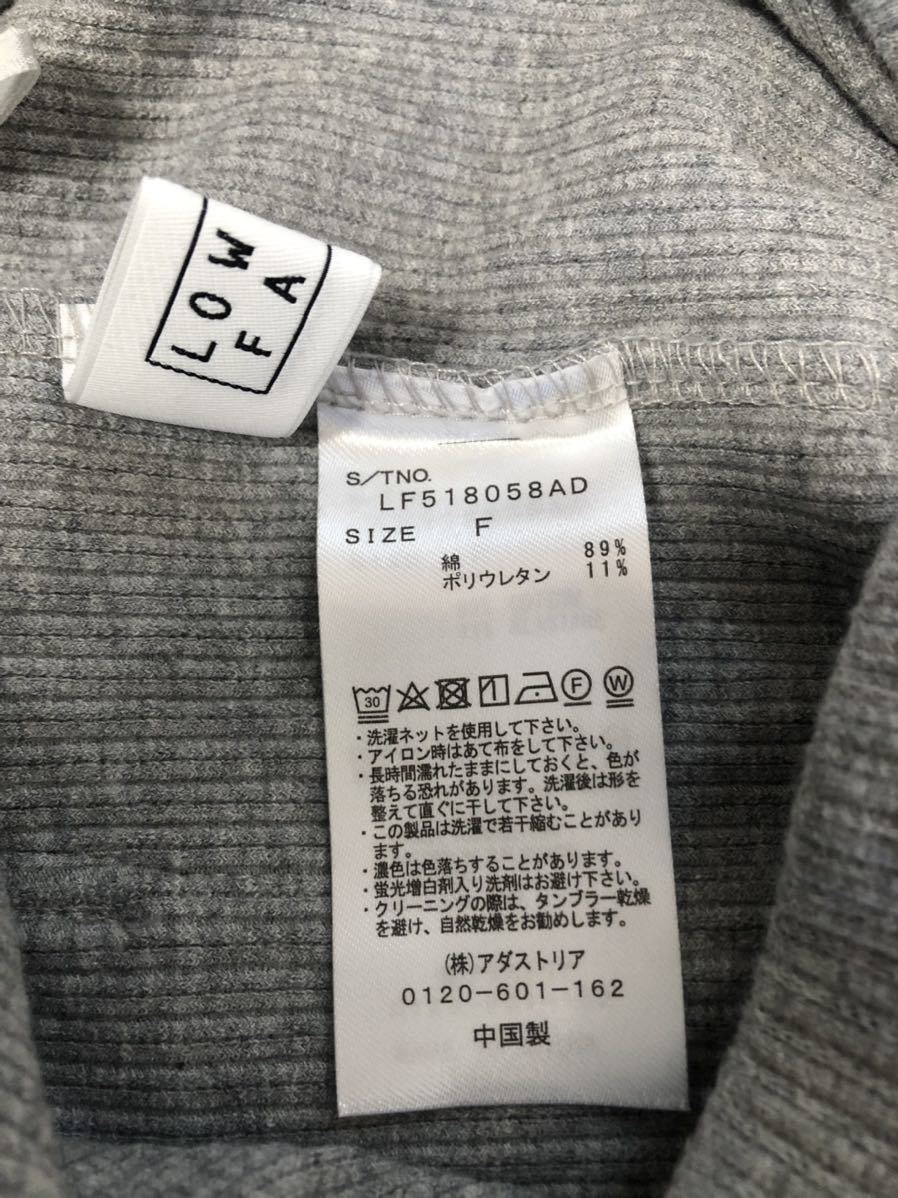 LOW
FA
S/TNO.
LF518058AD
SIZE F
綿 89%
ポリウレタン 11%
30
F
W
・洗濯ネットを使用して下さい。
・アイロン時はあて布をして下さい。
・長時間濡れたままにしておくと、色が
落ちる恐れがあります。洗濯後は形を
整えて直ぐに干して下さい。
・この製品は洗濯で若干縮むことがあり
ます。
・濃色は色落ちすることがあります。
・蛍光増白剤入り洗剤はお避け下さい。
・クリーニングの際は、タンブラー乾燥
を避け、自然乾燥をお勧めします。
(株)アダストリア
0120-601-162
中国製